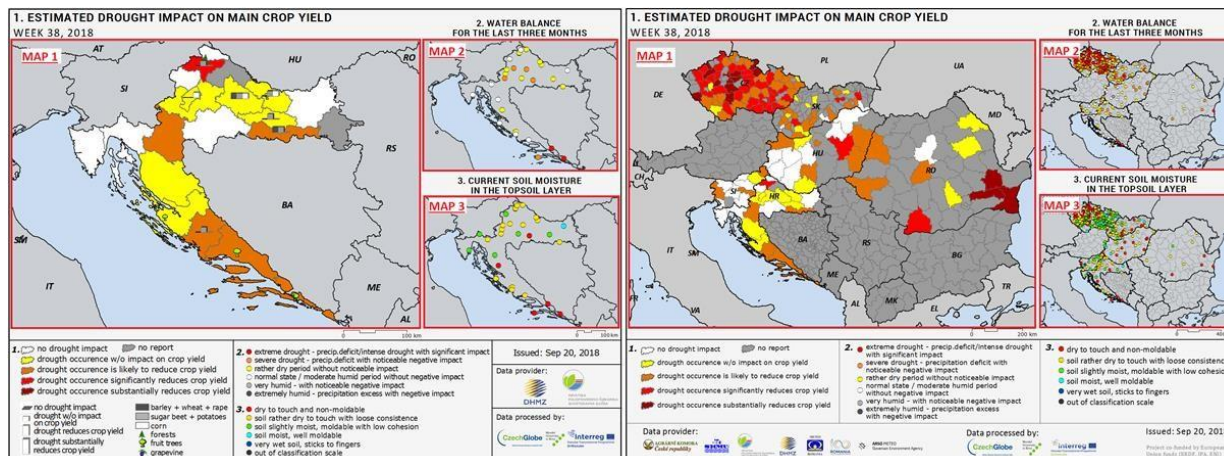 1. ESTIMATED DROUGHT IMPACT ON MAIN CROP YIELD
WEEK 38, 2018
MAP 1
AT
HU
RO
SI
RS
BA
IT
SM
ME
AL
100 km
2. WATER BALANCE
FOR THE LAST THREE MONTHS
MAP 2
3. CURRENT SOIL MOISTURE
IN THE TOPSOIL LAYER
MAP 3
100 km
1. no drought impact
no report
drougth occurence w/o impact on crop yield
drought occurence is likely to reduce crop yield
drought occurence significantly reduces crop yield
drought occurence substantially reduces crop yield
no drought impact
drought w/o impact
on crop yield
drought reduces crop yield
drought substantially
reduces crop yield
barley + wheat + rape
sugar beet + potatoes
corn
forests
fruit trees
grapevine
2. extreme drought - precip.deficit/intense drought with significant impact
severe drought - precip.deficit with noticeable negative impact
rather dry period without noticeable impact
normal state / moderate humid period without negative impact
very humid - with noticeable negative impact
extremely humid - precipitation excess with negative impact
3. dry to touch and non-moldable
soil rather dry to touch with loose consistence
soil slightly moist, moldable with low cohesion
soil moist, well moldable
very wet soil, sticks to fingers
out of classification scale
Issued: Sep 20, 2018
Data provider:
DHMZ
Data processed by:
CzechGlobe
Interreg
1. ESTIMATED DROUGHT IMPACT ON MAIN CROP YIELD
WEEK 38, 2018
MAP 1
PL
UA
DE
SK
MD
CH
HU
RO
SI
HR
BA
RS
IT
SM
ME
BG
VA
AL
MK
EL
TR
FR
200 km
2. WATER BALANCE
FOR THE LAST THREE MONTHS
MAP 2
3. CURRENT SOIL MOISTURE
IN THE TOPSOIL LAYER
MAP 3
1. no drought impact
no report
drougth occurence w/o impact on crop yield
drought occurence is likely to reduce crop yield
drought occurence significantly reduces crop yield
drought occurence substantially reduces crop yield
2. extreme drought - precip.deficit/intense drought
with significant impact
severe drought - precipitation deficit with
noticeable negative impact
rather dry period without noticeable impact
normal state / moderate humid period
without negative impact
very humid - with noticeable negative impact
extremely humid - precipitation excess
with negative impact
3. dry to touch and non-moldable
soil rather dry to touch with loose consistence
soil slightly moist, moldable with low cohesion
soil moist, well moldable
very wet soil, sticks to fingers
out of classification scale
Data provider:
AGRARNI KOMORA
České republiky
DHMZ
Data processed by:
CzechGlobe
Interreg
Issued: Sep 20, 2018